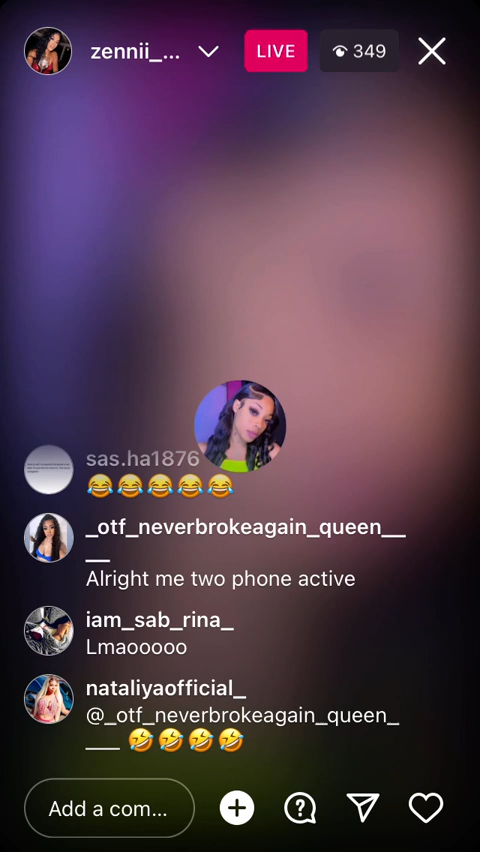 zennii_...
LIVE
349
sas.ha1876
😂😂😂😂😂
_otf_neverbrokeagain_queen__
__
Alright me two phone active
iam_sab_rina_
Lmaooooo
nataliyaofficial_
@_otf_neverbrokeagain_queen_
___ 🤣🤣🤣🤣
Add a com...